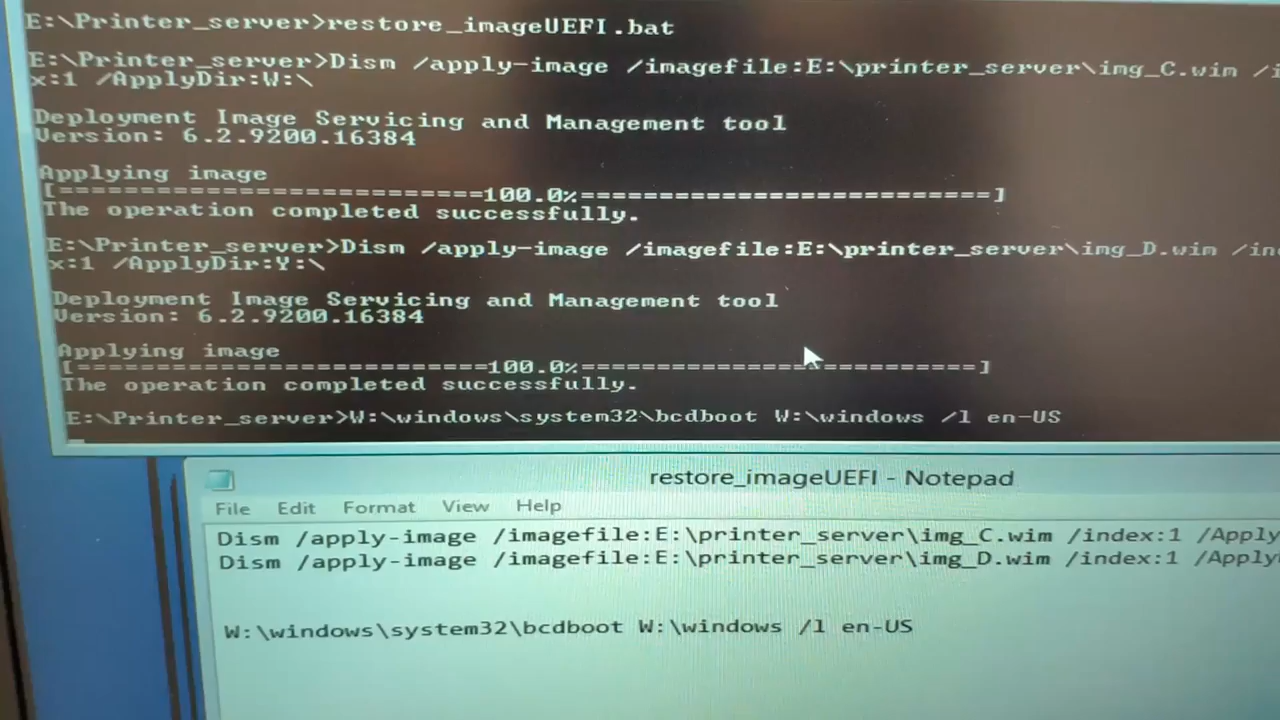 E:\Printer_server>restore_imageUEFI.bat
E:\Printer_server>Dism /apply-image /imagefile:E:\printer_server\img_C.wim /i
x:1 /ApplyDir:W:\
Deployment Image Servicing and Management tool
Version: 6.2.9200.16384
Applying image
[==========================100.0%==========================]
The operation completed successfully.
E:\Printer_server>Dism /apply-image /imagefile:E:\printer_server\img_D.wim /in
x:1 /ApplyDir:Y:\
Deployment Image Servicing and Management tool
Version: 6.2.9200.16384
Applying image
[==========================100.0%==========================]
The operation completed successfully.
E:\Printer_server>W:\windows\system32\bcdboot W:\windows /l en-US
restore_imageUEFI - Notepad
File Edit Format View Help
Dism /apply-image /imagefile:E:\printer_server\img_C.wim /index:1 /Apply
Dism /apply-image /imagefile:E:\printer_server\img_D.wim /index:1 /Apply
W:\windows\system32\bcdboot W:\windows /l en-US